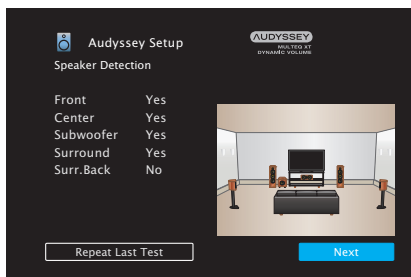 Audyssey Setup
AUDYSSEY
MULTEQ XT
DYNAMIC VOLUME
Speaker Detection
Front Yes
Center Yes
Subwoofer Yes
Surround Yes
Surr.Back No
Repeat Last Test
Next